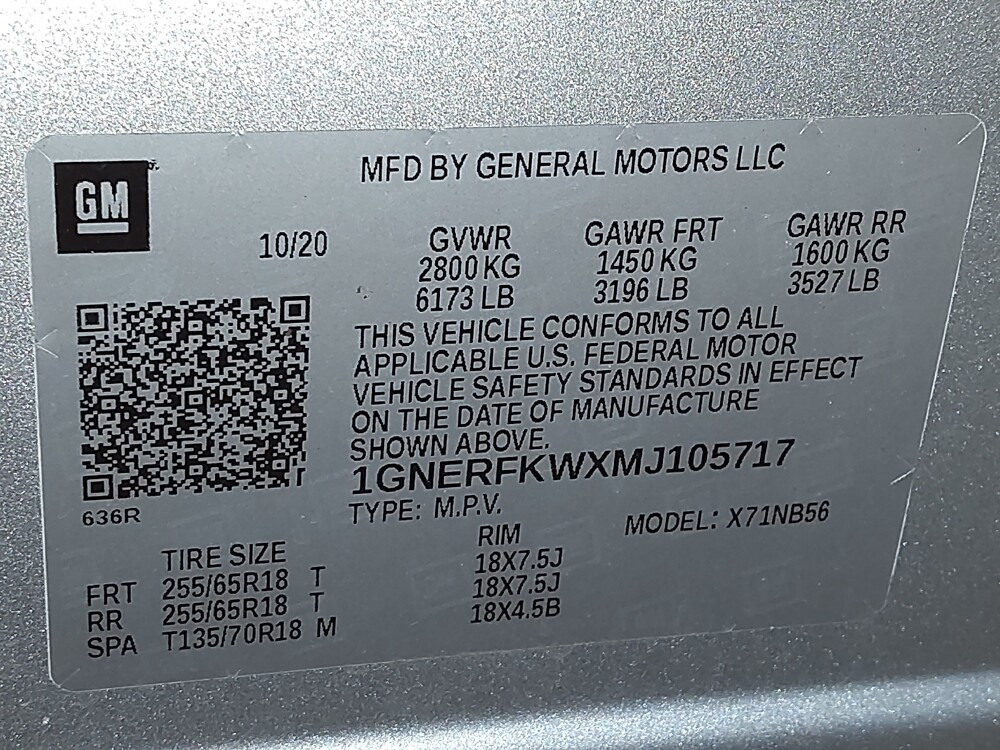 GM
MFD BY GENERAL MOTORS LLC
10/20
GVWR GAWR FRT GAWR RR
2800 KG 1450 KG 1600 KG
6173 LB 3196 LB 3527 LB
THIS VEHICLE CONFORMS TO ALL
APPLICABLE U.S. FEDERAL MOTOR
VEHICLE SAFETY STANDARDS IN EFFECT
ON THE DATE OF MANUFACTURE
SHOWN ABOVE.
1GNERFKWXMJ105717
636R
TYPE: M.P.V. MODEL: X71NB56
TIRE SIZE RIM
FRT 255/65R18 T 18X7.5J
RR 255/65R18 T 18X7.5J
SPA T135/70R18 M 18X4.5B